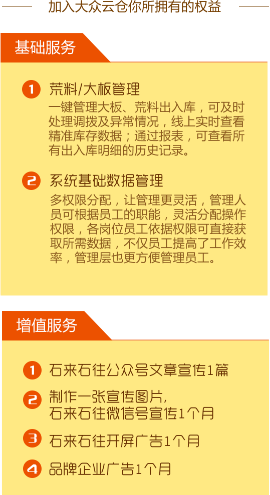 加入大众云仓你所拥有的权益
基础服务
1 荒料/大板管理
一键管理大板、荒料出入库，可及时
处理调拨及异常情况，线上实时查看
精准库存数据；通过报表，可查看所
有出入库明细的历史记录。
2 系统基础数据管理
多权限分配，让管理更灵活，管理人
员可根据员工的职能，灵活分配操作
权限，各岗位员工依据权限可直接获
取所需数据，不仅员工提高了工作效
率，管理层也更方便管理员工。
增值服务
1 石来石往公众号文章宣传1篇
2 制作一张宣传图片,
石来石往微信号宣传1个月
3 石来石往开屏广告1个月
4 品牌企业广告1个月